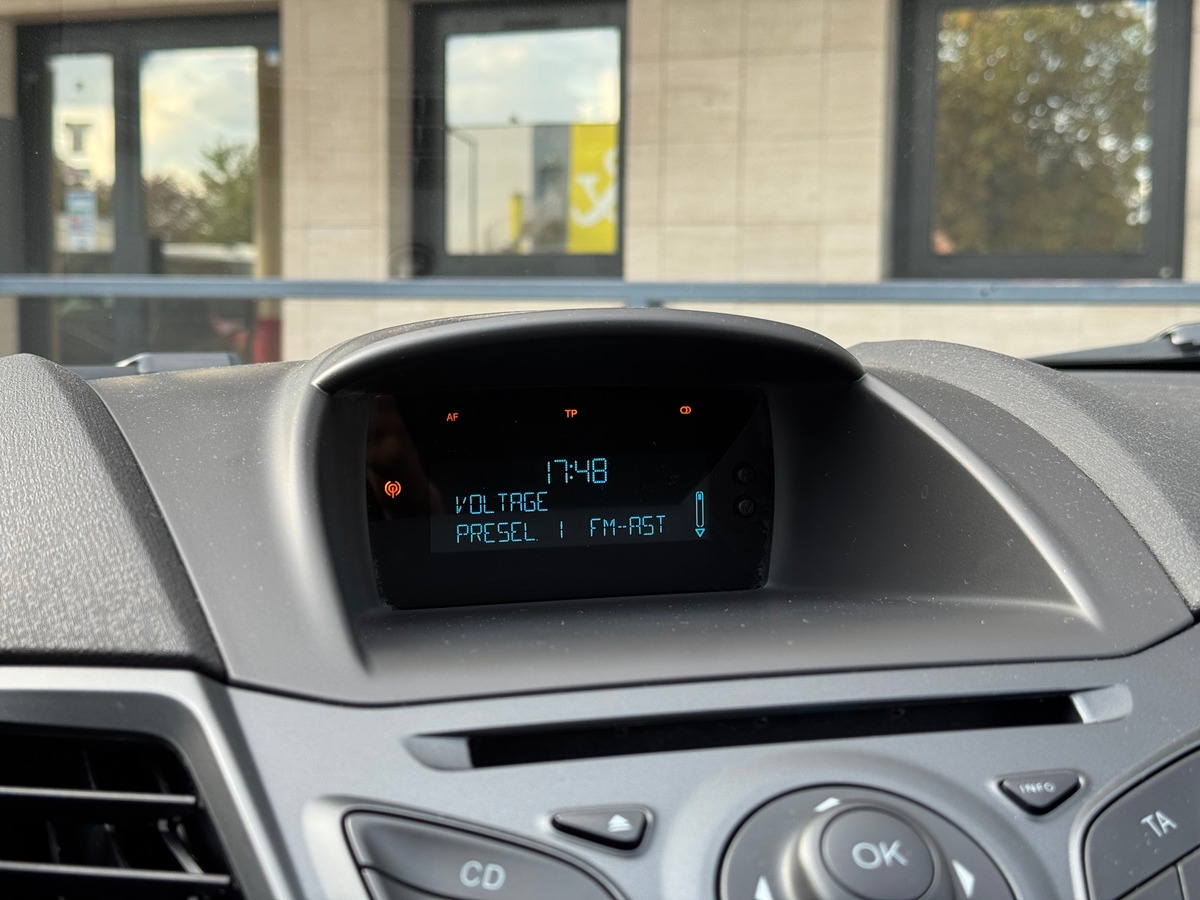 AF TP
17:48
VOLTAGE
PRESEL. 1 FM-AST
INFO
TA
OK
CD